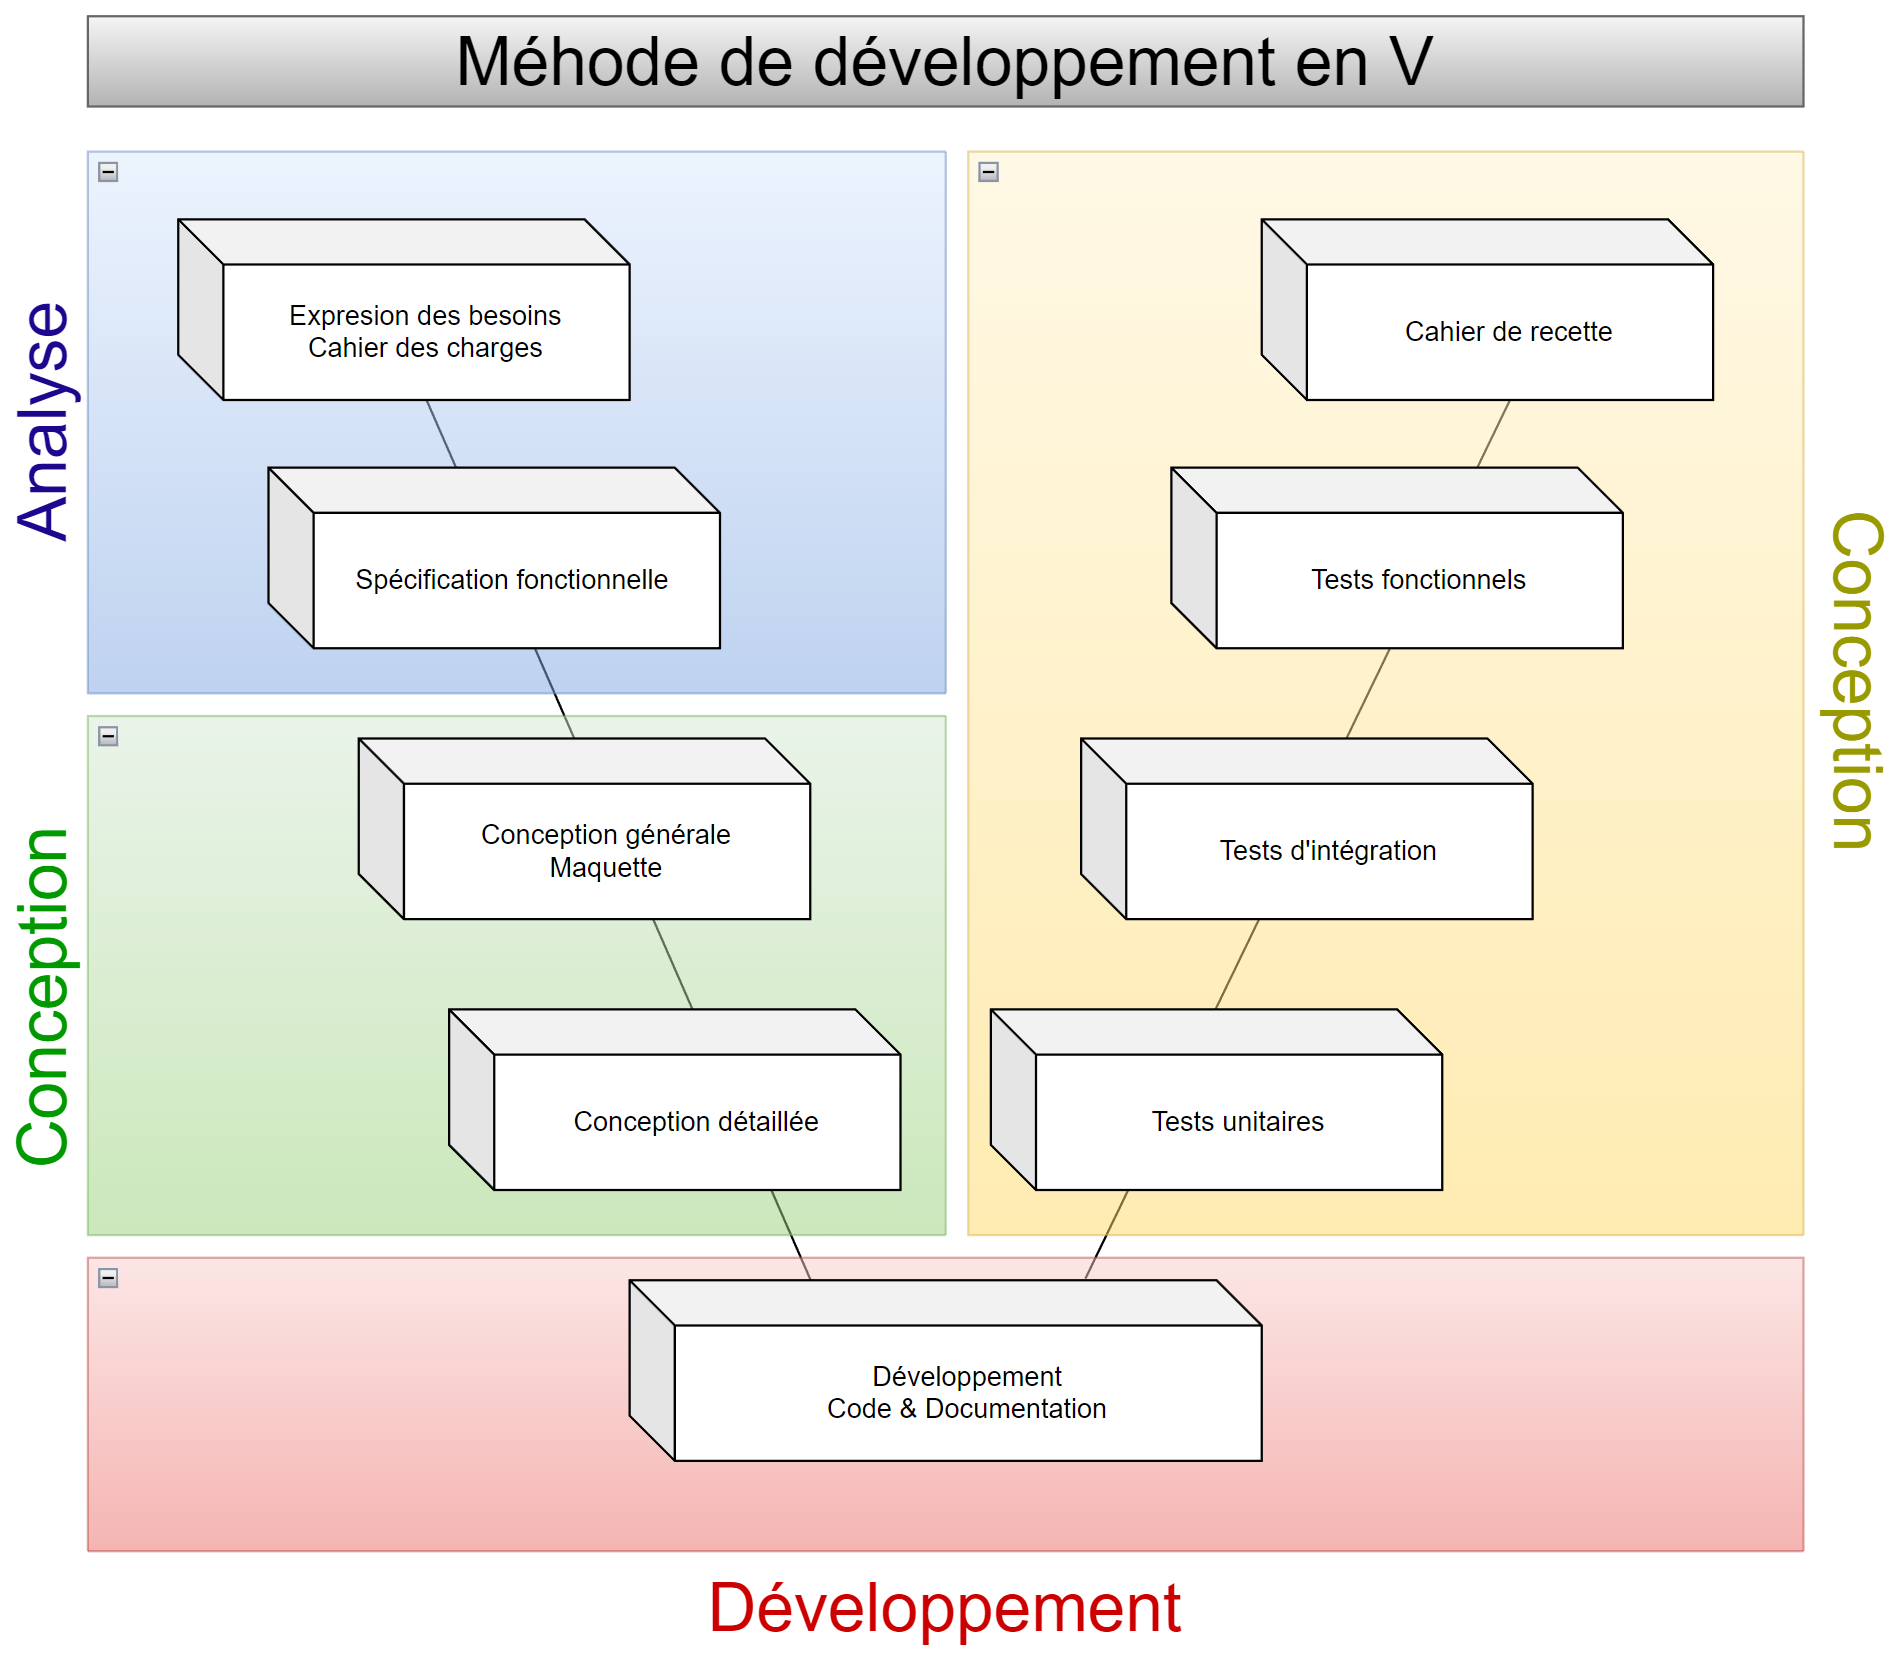 Méhode de développement en V
Analyse
Expresion des besoins
Cahier des charges
Spécification fonctionnelle
Conception
Conception générale
Maquette
Conception détaillée
Cahier de recette
Tests fonctionnels
Tests d'intégration
Tests unitaires
Conception
Développement
Code & Documentation
Développement